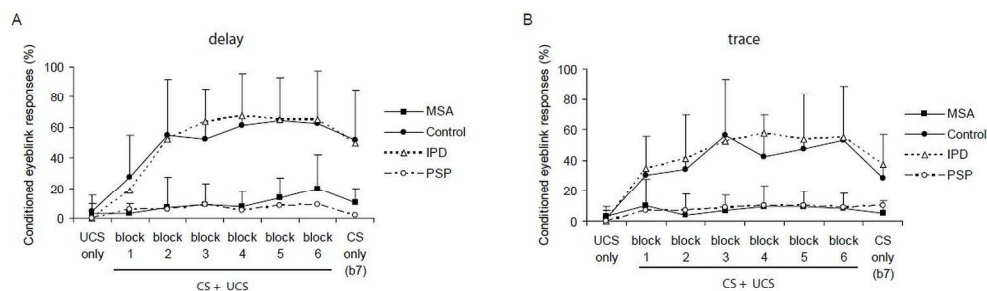 A
delay
Conditioned eyeblink responses (%)
100
80
60
40
20
0
UCS only
block 1
block 2
block 3
block 4
block 5
block 6
CS only (b7)
CS + UCS
MSA
Control
IPD
PSP
B
trace
Conditioned eyeblink responses (%)
100
80
60
40
20
0
UCS only
block 1
block 2
block 3
block 4
block 5
block 6
CS only (b7)
CS + UCS
MSA
Control
IPD
PSP